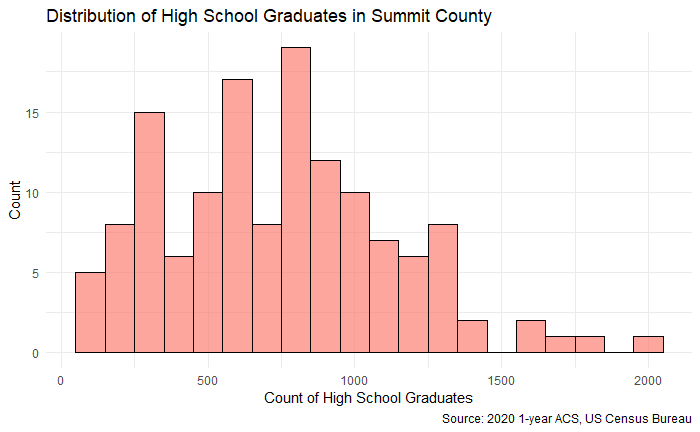 Distribution of High School Graduates in Summit County
Count
15
10
5
0
0 500 1000 1500 2000
Count of High School Graduates
Source: 2020 1-year ACS, US Census Bureau